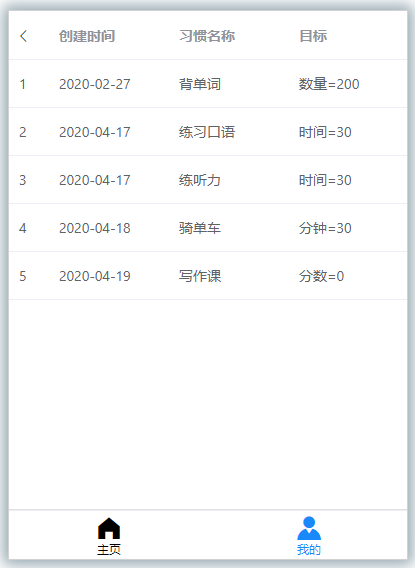 创建时间 习惯名称 目标
1 2020-02-27 背单词 数量=200
2 2020-04-17 练习口语 时间=30
3 2020-04-17 练听力 时间=30
4 2020-04-18 骑单车 分钟=30
5 2020-04-19 写作课 分数=0
主页 我的